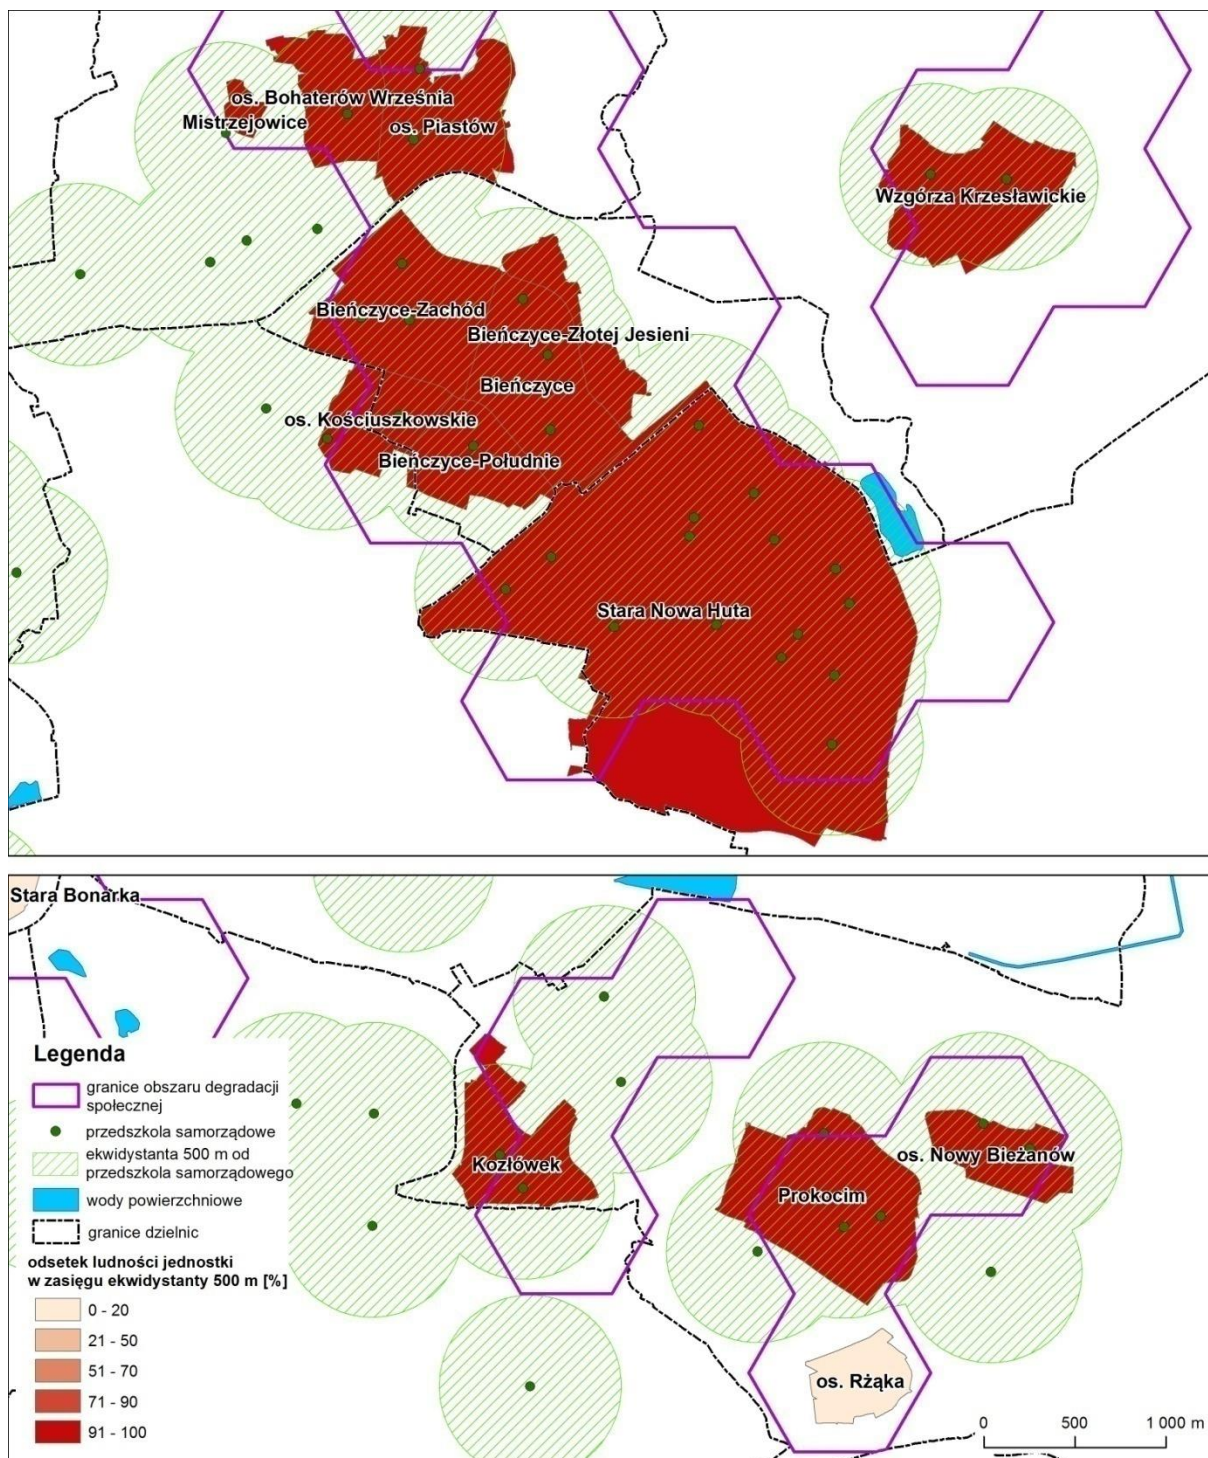 os. Bohaterów Września
Mistrzejowice
os. Piastów
Wzgórza Krzesławickie
Bieńczyce-Zachód
Bieńczyce-Złotej Jesieni
Bieńczyce
os. Kościuszkowskie
Bieńczyce-Południe
Stara Nowa Huta
Stara Bonarka
Kozłówek
os. Nowy Bieżanów
Prokocim
os. Rżąka
Legenda
granice obszaru degradacji
społecznej
przedszkola samorządowe
ekwidystanta 500 m od
przedszkola samorządowego
wody powierzchniowe
granice dzielnic
odsetek ludności jednostki
w zasięgu ekwidystanty 500 m [%]
0 - 20
21 - 50
51 - 70
71 - 90
91 - 100
0 500 1 000 m